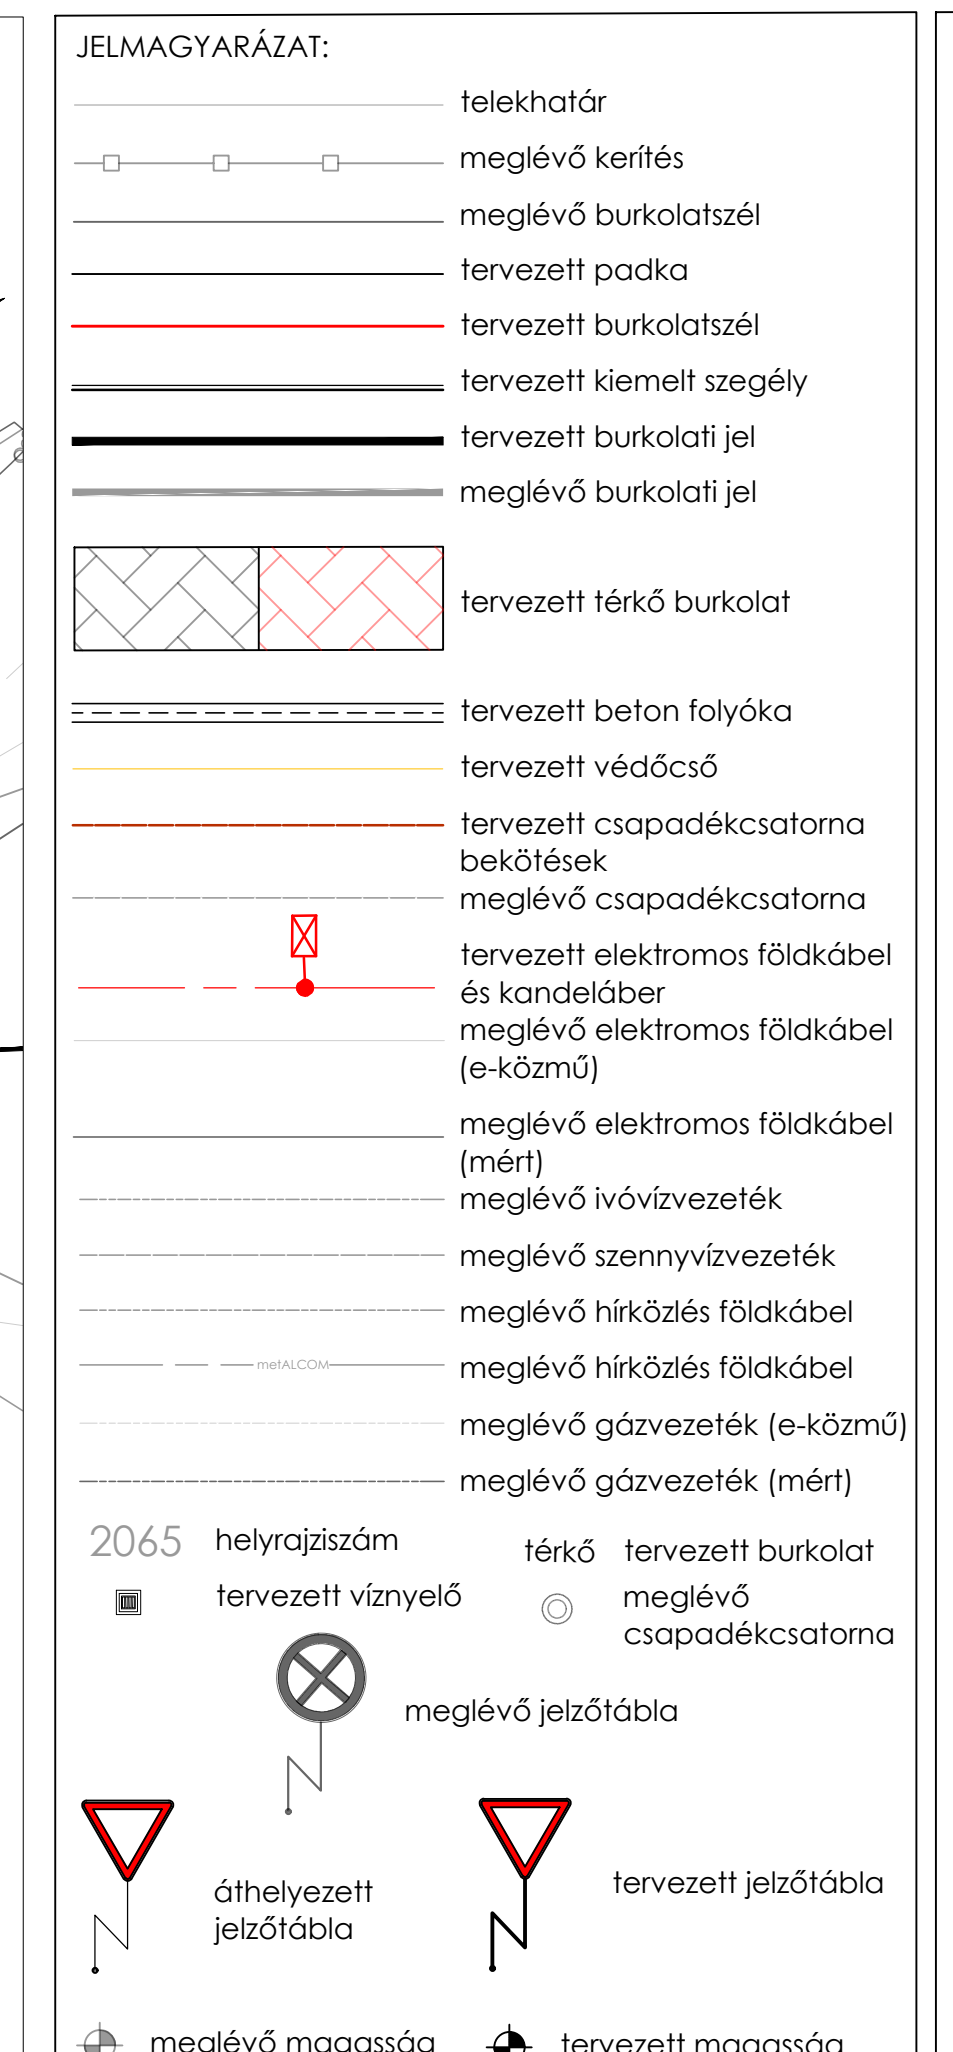 JELMAGYARÁZAT:
telekhatár
meglévő kerítés
meglévő burkolatszél
tervezett padka
tervezett burkolatszél
tervezett kiemelt szegély
tervezett burkolati jel
meglévő burkolati jel
tervezett térkő burkolat
tervezett beton folyóka
tervezett védőcső
tervezett csapadékcsatorna
bekötések
meglévő csapadékcsatorna
tervezett elektromos földkábel
és kandeláber
meglévő elektromos földkábel
(e-közmű)
meglévő elektromos földkábel
(mért)
meglévő ivóvízvezeték
meglévő szennyvízvezeték
meglévő hírközlés földkábel
metALCOM
meglévő hírközlés földkábel
meglévő gázvezeték (e-közmű)
meglévő gázvezeték (mért)
2065 helyrajziszám
térkő tervezett burkolat
tervezett víznyelő
meglévő
csapadékcsatorna
meglévő jelzőtábla
áthelyezett
jelzőtábla
tervezett jelzőtábla
meglévő magasság
tervezett magasság